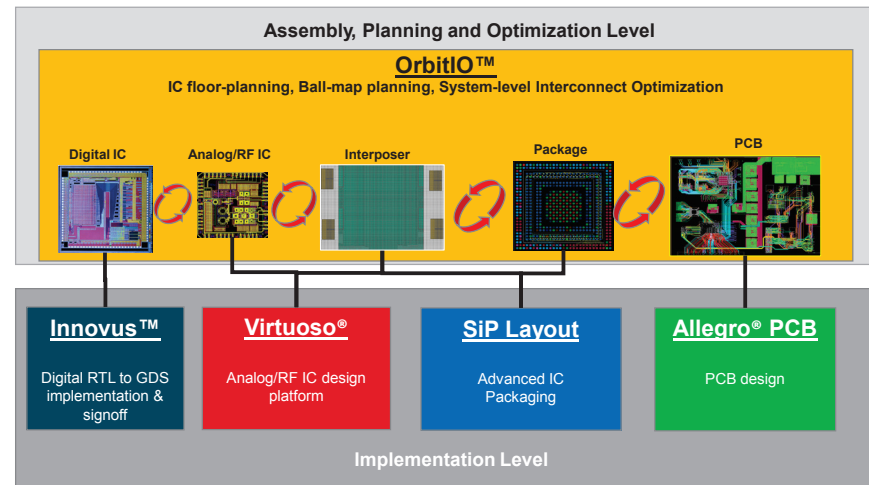 Assembly, Planning and Optimization Level
OrbitIO™
IC floor-planning, Ball-map planning, System-level Interconnect Optimization
Digital IC
Analog/RF IC
Interposer
Package
PCB
Innovus™
Digital RTL to GDS
implementation &
signoff
Virtuoso®
Analog/RF IC design
platform
SiP Layout
Advanced IC
Packaging
Allegro® PCB
PCB design
Implementation Level